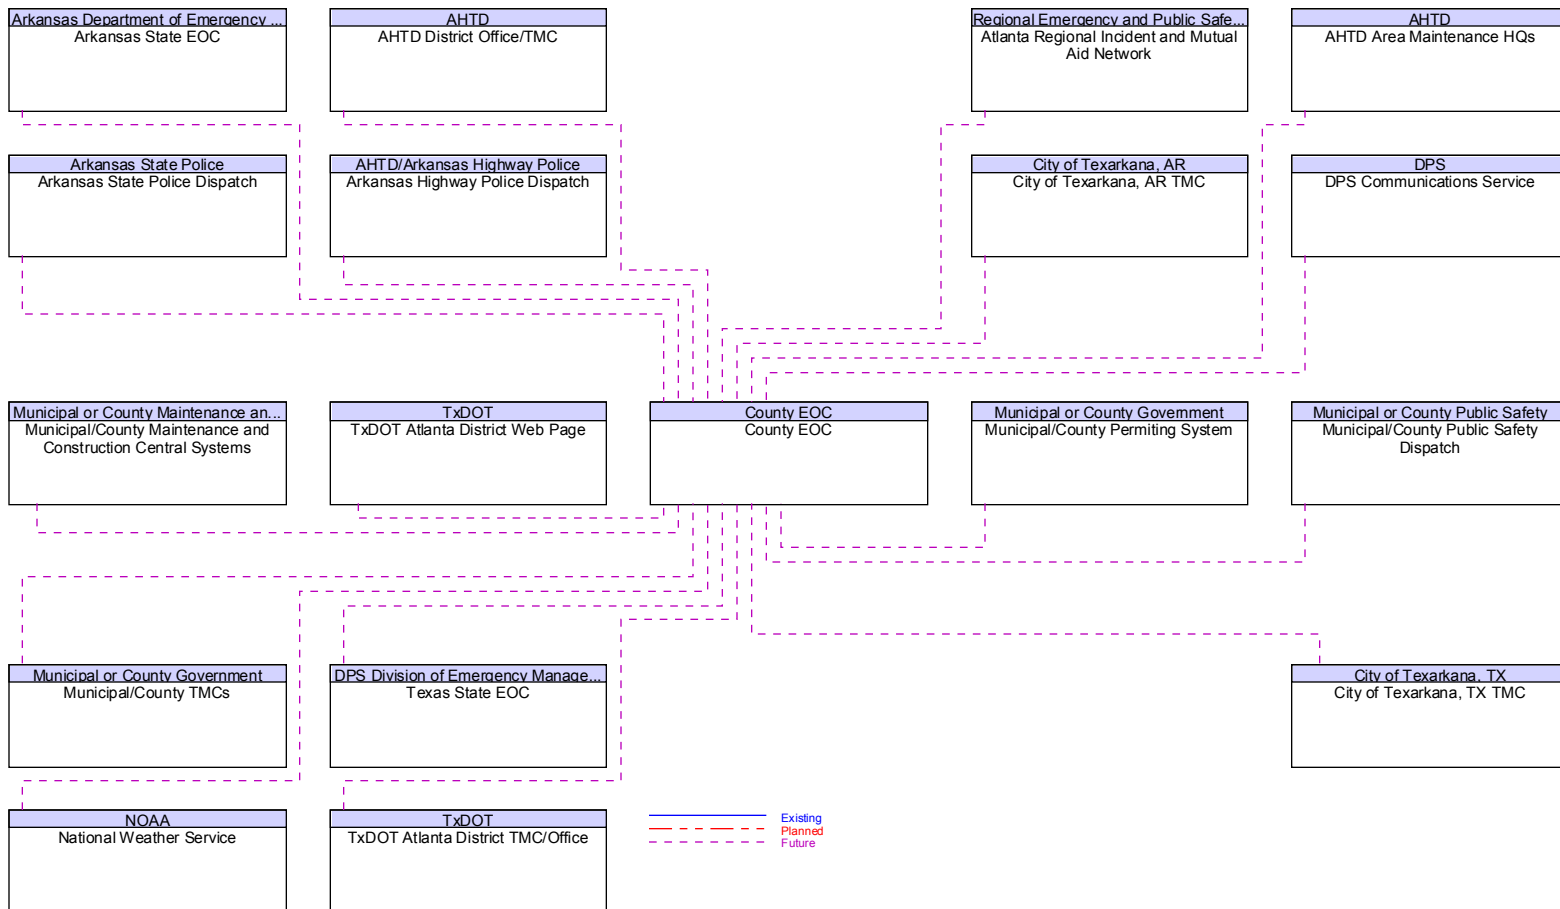 Arkansas Department of Emergency ...
Arkansas State EOC
AHTD
AHTD District Office/TMC
Regional Emergency and Public Safe...
Atlanta Regional Incident and Mutual
Aid Network
AHTD
AHTD Area Maintenance HQs
Arkansas State Police
Arkansas State Police Dispatch
AHTD/Arkansas Highway Police
Arkansas Highway Police Dispatch
City of Texarkana, AR
City of Texarkana, AR TMC
DPS
DPS Communications Service
Municipal or County Maintenance an...
Municipal/County Maintenance and
Construction Central Systems
TxDOT
TxDOT Atlanta District Web Page
County EOC
County EOC
Municipal or County Government
Municipal/County Permiting System
Municipal or County Public Safety
Municipal/County Public Safety
Dispatch
Municipal or County Government
Municipal/County TMCs
DPS Division of Emergency Manage...
Texas State EOC
City of Texarkana, TX
City of Texarkana, TX TMC
NOAA
National Weather Service
TxDOT
TxDOT Atlanta District TMC/Office
Existing
Planned
Future